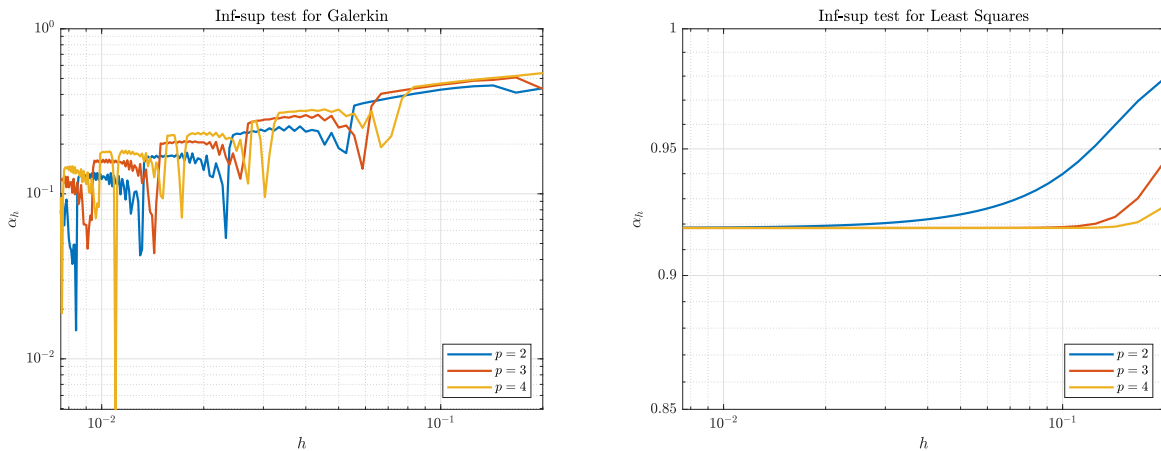 Inf-sup test for Galerkin
10^0
10^-1
10^-2
α_h
10^-2
10^-1
h
p = 2
p = 3
p = 4
Inf-sup test for Least Squares
1
0.95
0.9
0.85
α_h
10^-2
10^-1
h
p = 2
p = 3
p = 4